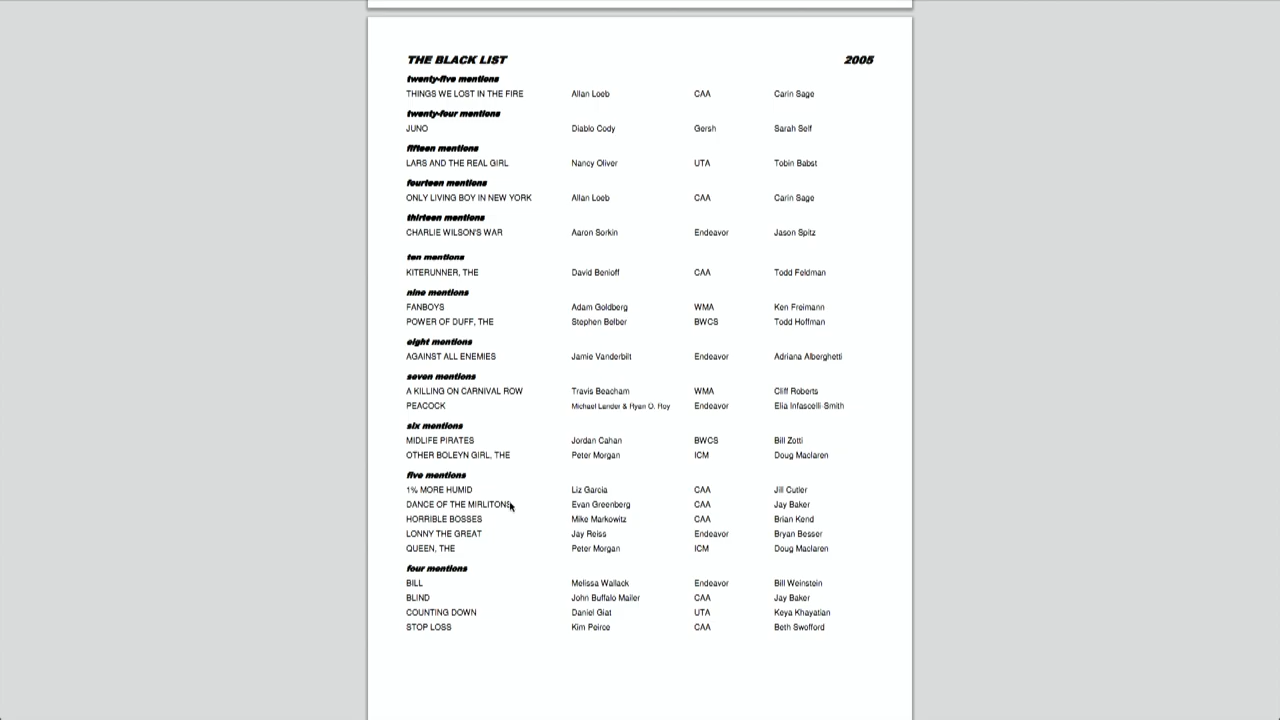 THE BLACK LIST 2005
twenty-five mentions
THINGS WE LOST IN THE FIRE Allan Loeb CAA Carin Sage
twenty-four mentions
JUNO Diablo Cody Gersh Sarah Self
fifteen mentions
LARS AND THE REAL GIRL Nancy Oliver UTA Tobin Babst
fourteen mentions
ONLY LIVING BOY IN NEW YORK Allan Loeb CAA Carin Sage
thirteen mentions
CHARLIE WILSON'S WAR Aaron Sorkin Endeavor Jason Spitz
ten mentions
KITERUNNER, THE David Benioff CAA Todd Feldman
nine mentions
FANBOYS Adam Goldberg WMA Ken Freimann
POWER OF DUFF, THE Stephen Belber BWCS Todd Hoffman
eight mentions
AGAINST ALL ENEMIES Jamie Vanderbilt Endeavor Adriana Alberghetti
seven mentions
A KILLING ON CARNIVAL ROW Travis Beacham WMA Cliff Roberts
PEACOCK Michael Lander & Ryan O. Roy Endeavor Elia Infascelli-Smith
six mentions
MIDLIFE PIRATES Jordan Cahan BWCS Bill Zotti
OTHER BOLEYN GIRL, THE Peter Morgan ICM Doug Maclaren
five mentions
1% MORE HUMID Liz Garcia CAA Jill Cutler
DANCE OF THE MIRLITONS Evan Greenberg CAA Jay Baker
HORRIBLE BOSSES Mike Markowitz CAA Brian Kend
LONNY THE GREAT Jay Reiss Endeavor Bryan Besser
QUEEN, THE Peter Morgan ICM Doug Maclaren
four mentions
BILL Melissa Wallack Endeavor Bill Weinstein
BLIND John Buffalo Mailer CAA Jay Baker
COUNTING DOWN Daniel Giat UTA Keya Khayatian
STOP LOSS Kim Peirce CAA Beth Swofford